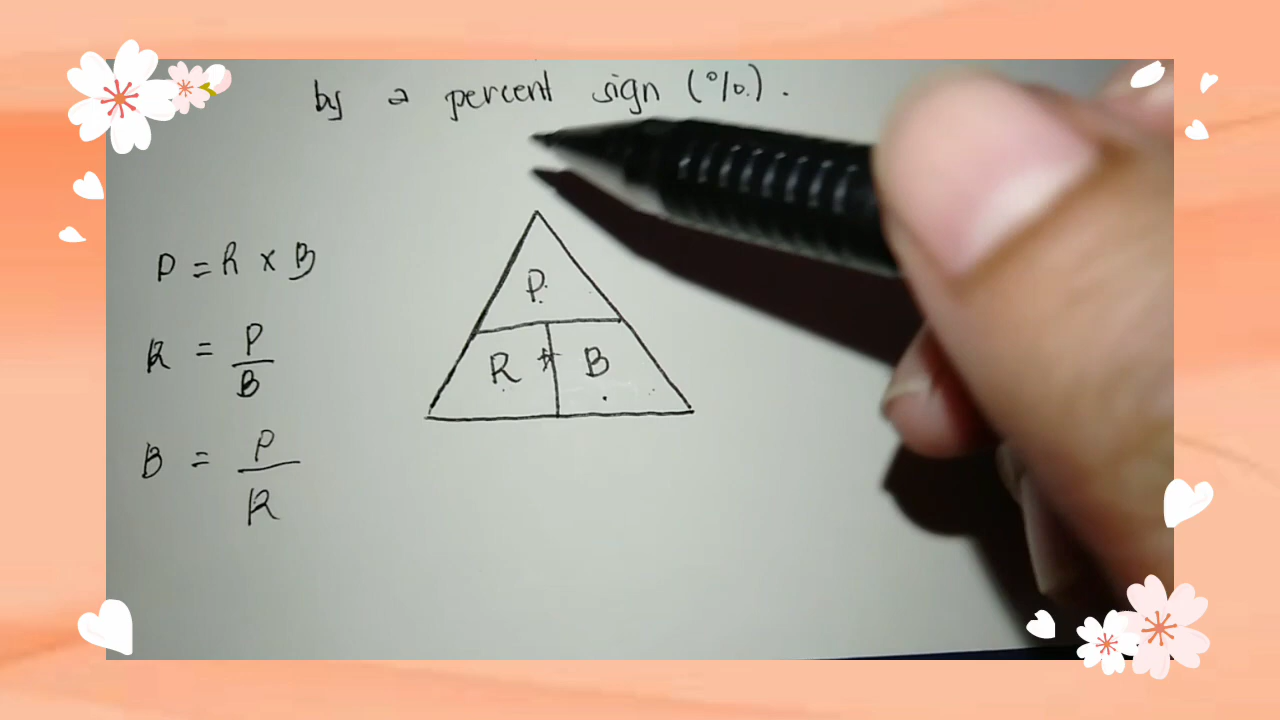 by a percent sign (%).
P = R × B
R = P/B
B = P/R
P
R × B